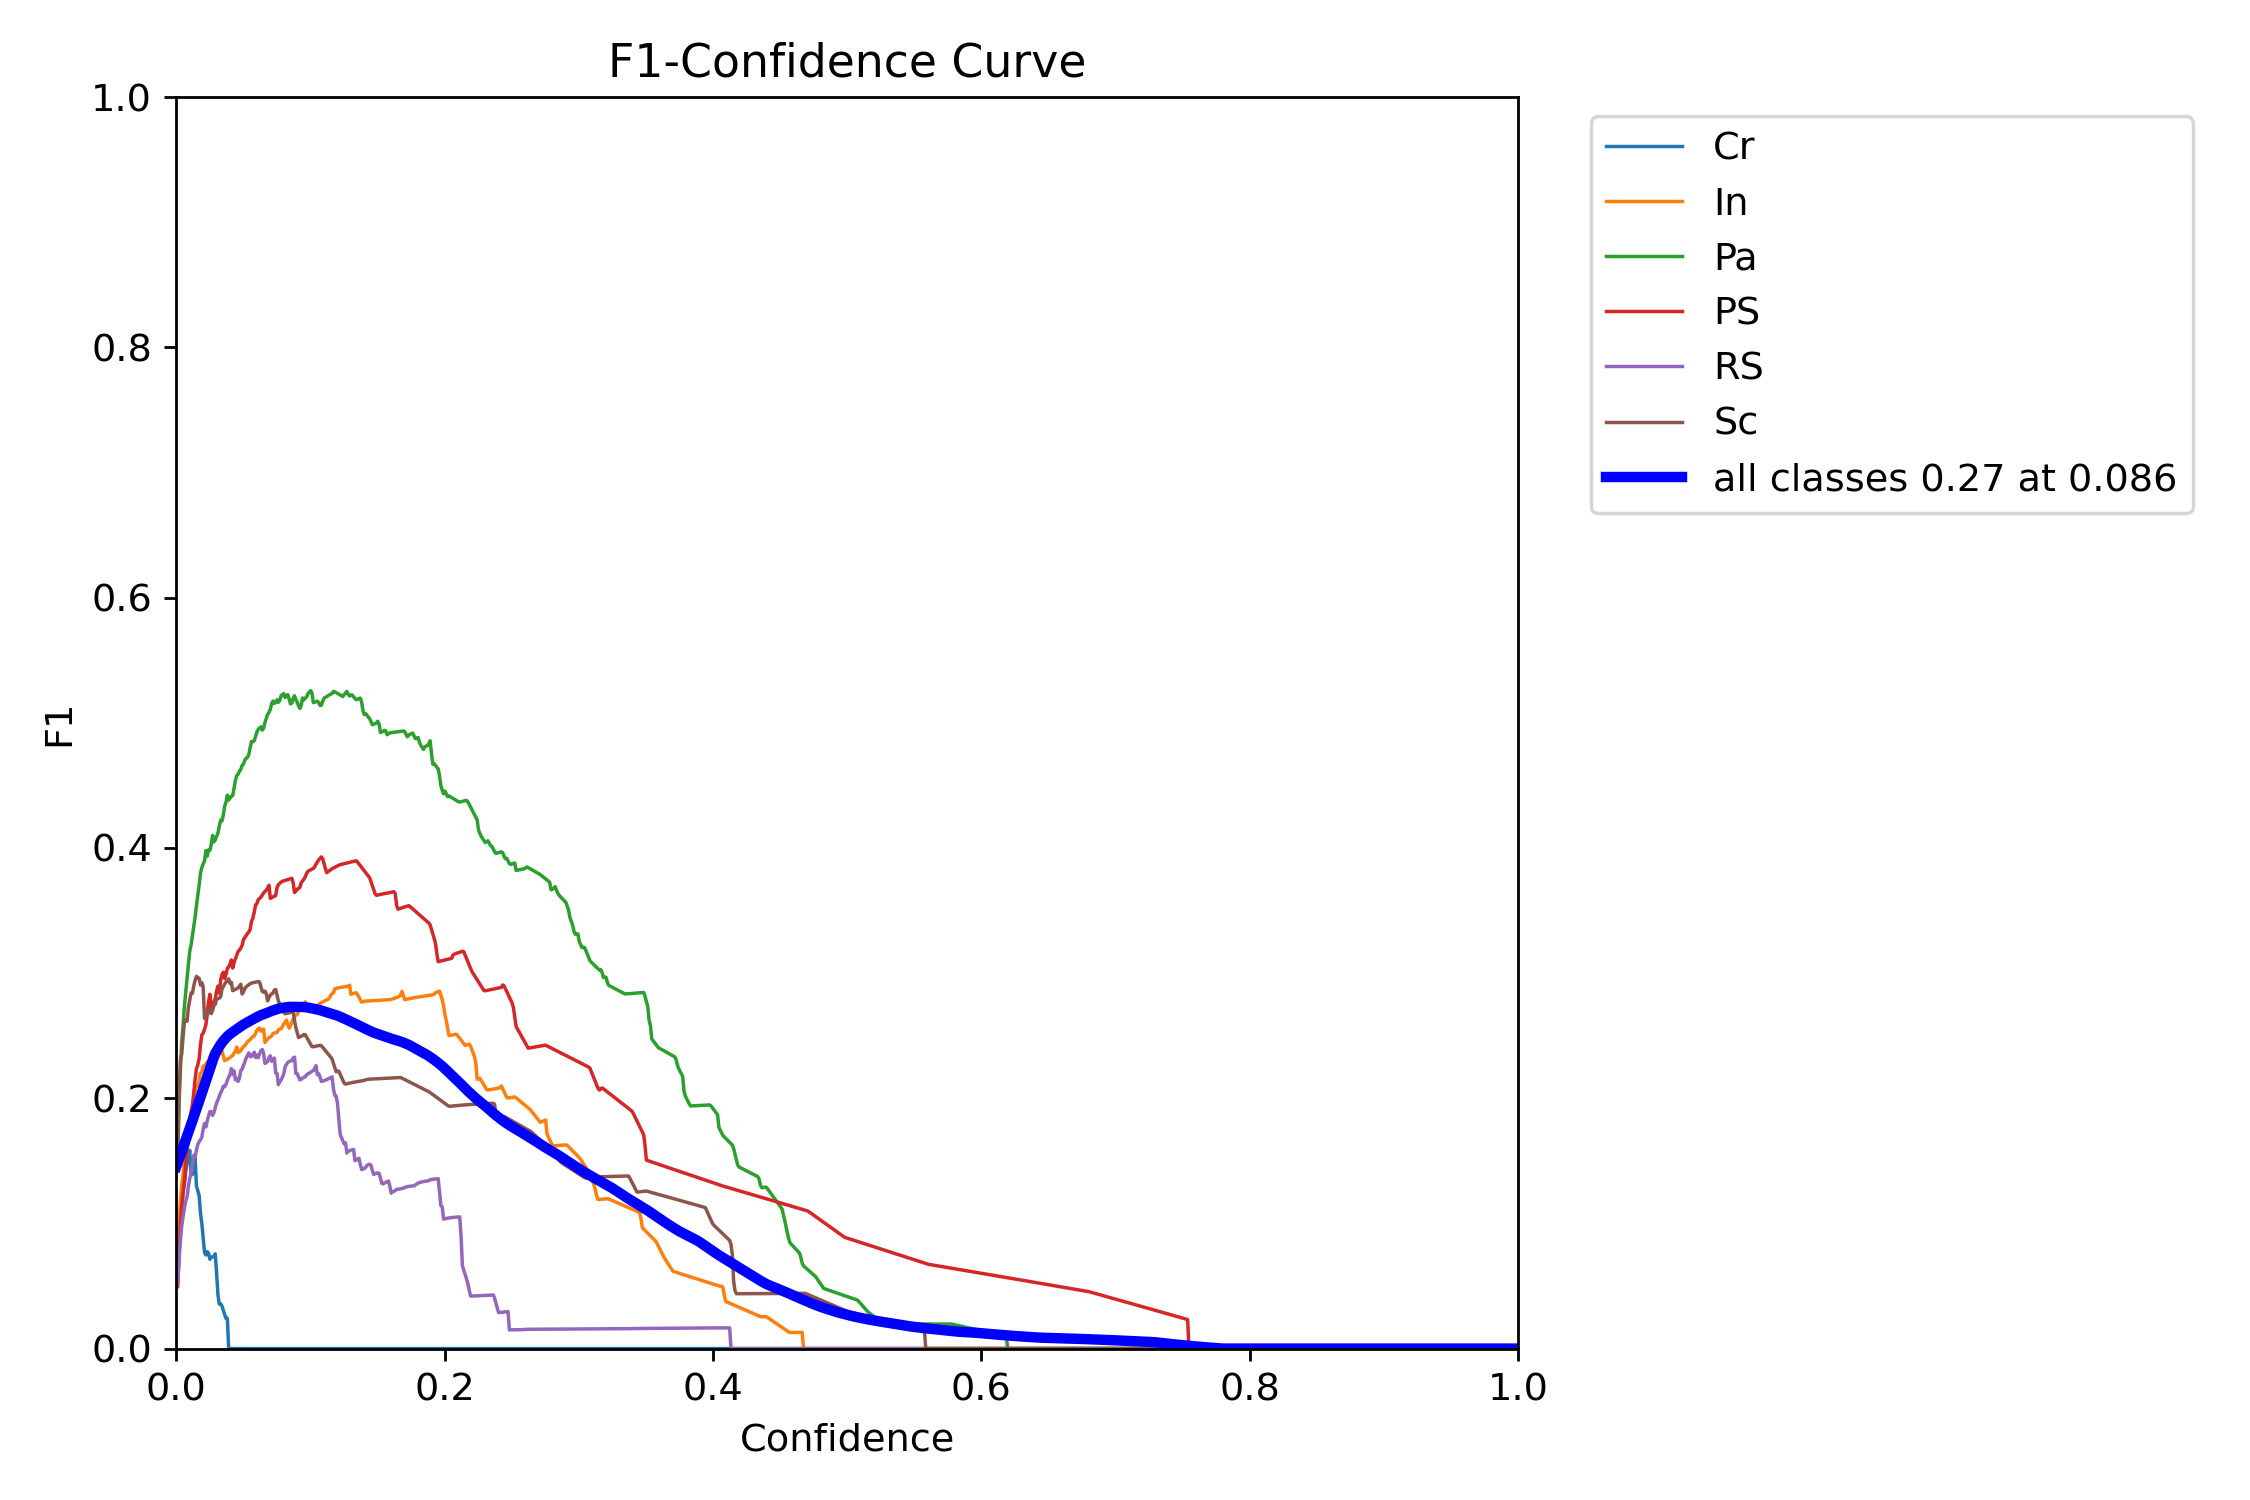 F1-Confidence Curve
1.0
0.8
0.6
0.4
0.2
0.0
F1
0.0 0.2 0.4 0.6 0.8 1.0
Confidence
Cr
In
Pa
PS
RS
Sc
all classes 0.27 at 0.086